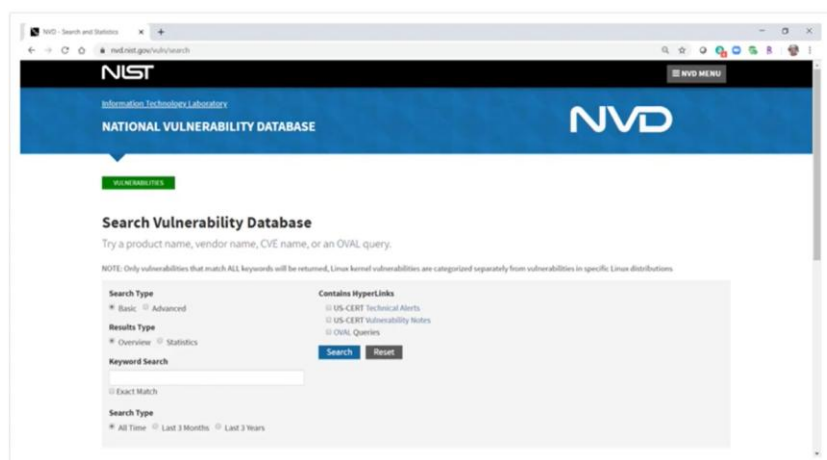 NVD - Search and Statistics
nvd.nist.gov/vuln/search
NIST
NVD MENU
Information Technology Laboratory
NATIONAL VULNERABILITY DATABASE
NVD
VULNERABILITIES
Search Vulnerability Database
Try a product name, vendor name, CVE name, or an OVAL query.
NOTE: Only vulnerabilities that match ALL keywords will be returned, Linux kernel vulnerabilities are categorized separately from vulnerabilities in specific Linux distributions
Search Type
Basic Advanced
Results Type
Overview Statistics
Keyword Search
Exact Match
Search Type
All Time Last 3 Months Last 3 Years
Contains HyperLinks
US-CERT Technical Alerts
US-CERT Vulnerability Notes
OVAL Queries
Search Reset